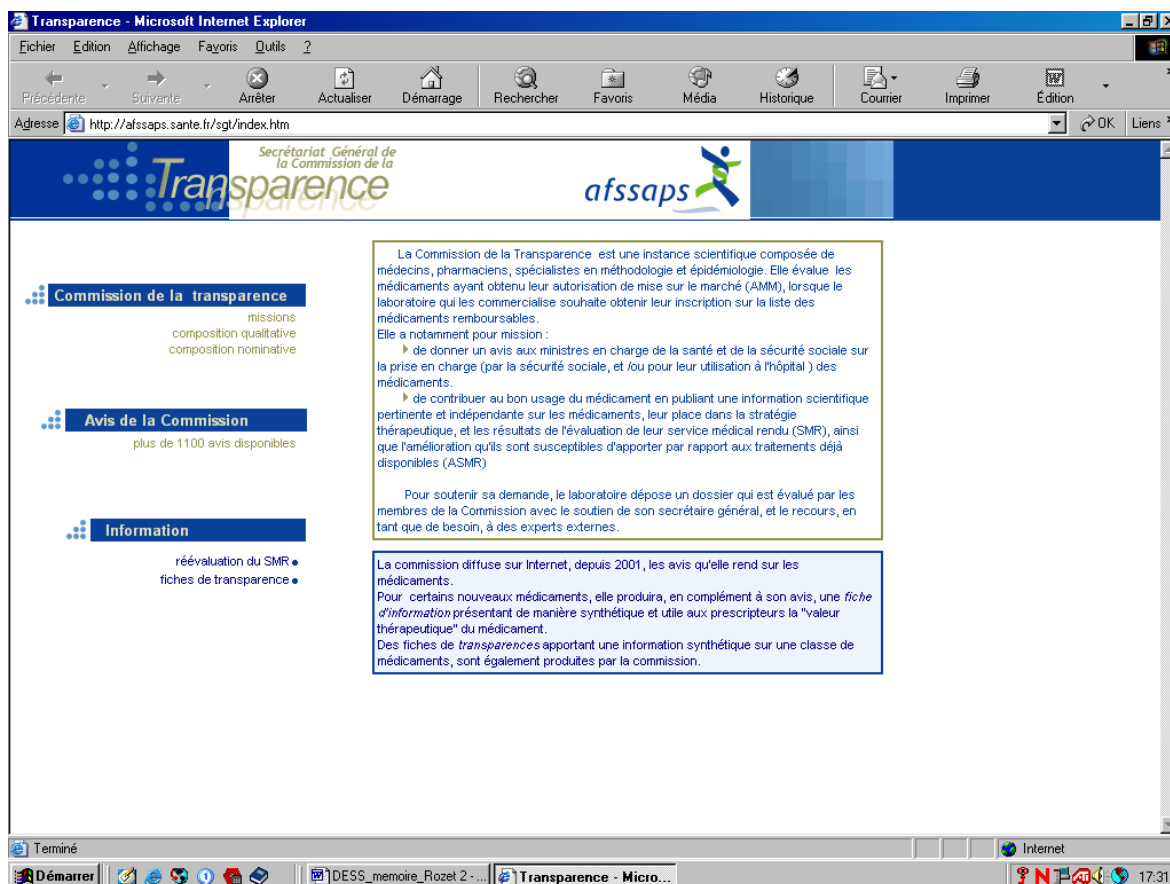 Transparence - Microsoft Internet Explorer
Fichier Edition Affichage Favoris Outils ?
Précédente Suivante Arrêter Actualiser Démarrage Rechercher Favoris Média Historique Courrier Imprimer Édition
Adresse http://afssaps.sante.fr/sgt/index.htm OK Liens
Secrétariat Général de
la Commission de la
Transparence
afssaps
Commission de la transparence
missions
composition qualitative
composition nominative
Avis de la Commission
plus de 1100 avis disponibles
Information
réévaluation du SMR
fiches de transparence
La Commission de la Transparence est une instance scientifique composée de
médecins, pharmaciens, spécialistes en méthodologie et épidémiologie. Elle évalue les
médicaments ayant obtenu leur autorisation de mise sur le marché (AMM), lorsque le
laboratoire qui les commercialise souhaite obtenir leur inscription sur la liste des
médicaments remboursables.
Elle a notamment pour mission :
de donner un avis aux ministres en charge de la santé et de la sécurité sociale sur
la prise en charge (par la sécurité sociale, et /ou pour leur utilisation à l'hôpital ) des
médicaments.
de contribuer au bon usage du médicament en publiant une information scientifique
pertinente et indépendante sur les médicaments, leur place dans la stratégie
thérapeutique, et les résultats de l'évaluation de leur service médical rendu (SMR), ainsi
que l'amélioration qu'ils sont susceptibles d'apporter par rapport aux traitements déjà
disponibles (ASMR)
Pour soutenir sa demande, le laboratoire dépose un dossier qui est évalué par les
membres de la Commission avec le soutien de son secrétaire général, et le recours, en
tant que de besoin, à des experts externes.
La commission diffuse sur Internet, depuis 2001, les avis qu'elle rend sur les
médicaments.
Pour certains nouveaux médicaments, elle produira, en complément à son avis, une fiche
d'information présentant de manière synthétique et utile aux prescripteurs la "valeur
thérapeutique" du médicament.
Des fiches de transparences apportant une information synthétique sur une classe de
médicaments, sont également produites par la commission.
Terminé Internet
Démarrer DESS_memoire_Rozet 2 - ... Transparence - Micro... 17:31